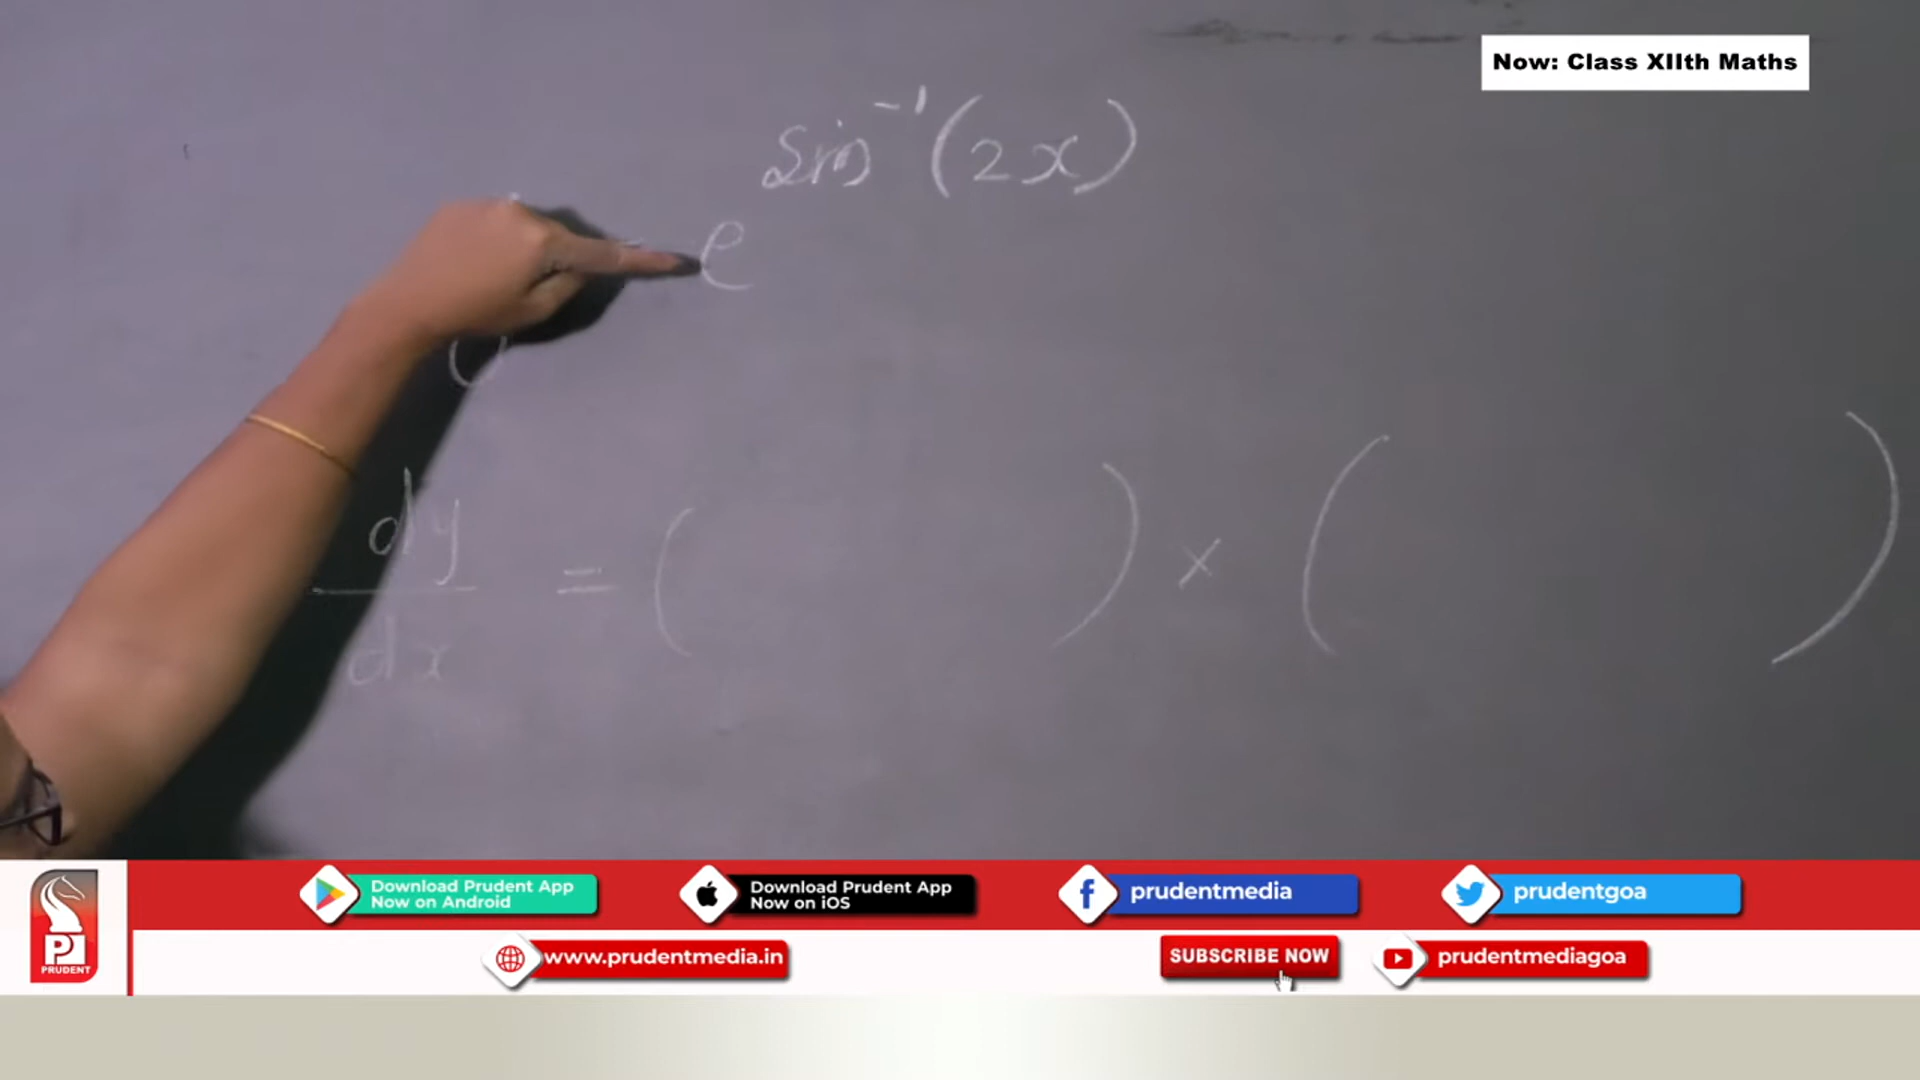 Now: Class XIIth Maths
sin⁻¹(2x)
= e
dy
= ( ) × ( )
dx
Download Prudent App
Now on Android
Download Prudent App
Now on iOS
prudentmedia
prudentgoa
www.prudentmedia.in
SUBSCRIBE NOW
prudentmediagoa
P
PRUDENT